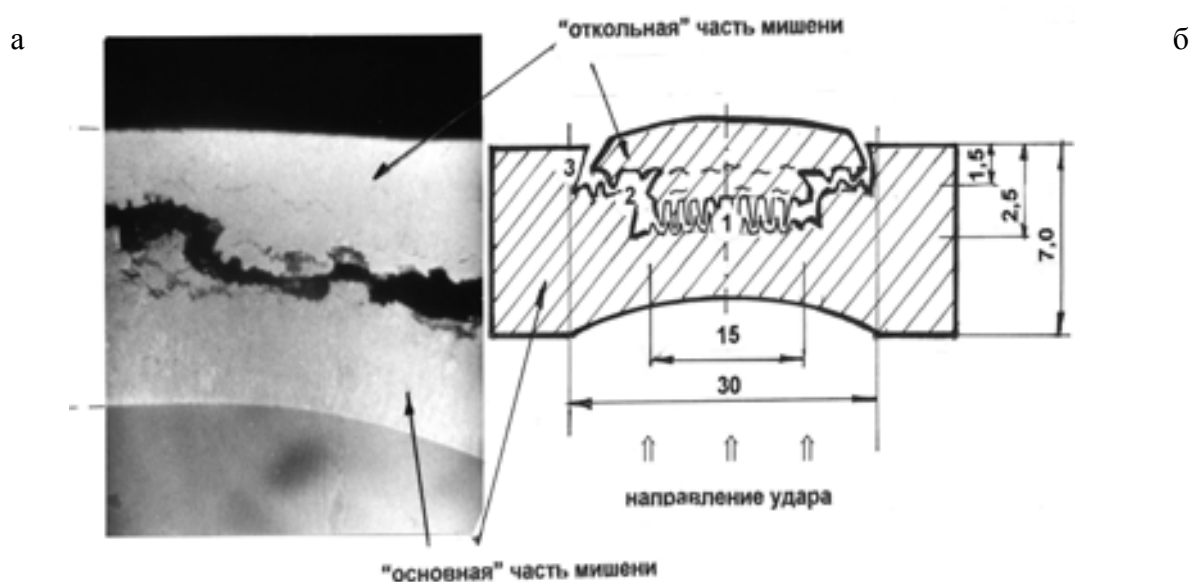 а
б
"откольная" часть мишени
3
2
1
1,5
2,5
7,0
15
30
направление удара
"основная" часть мишени